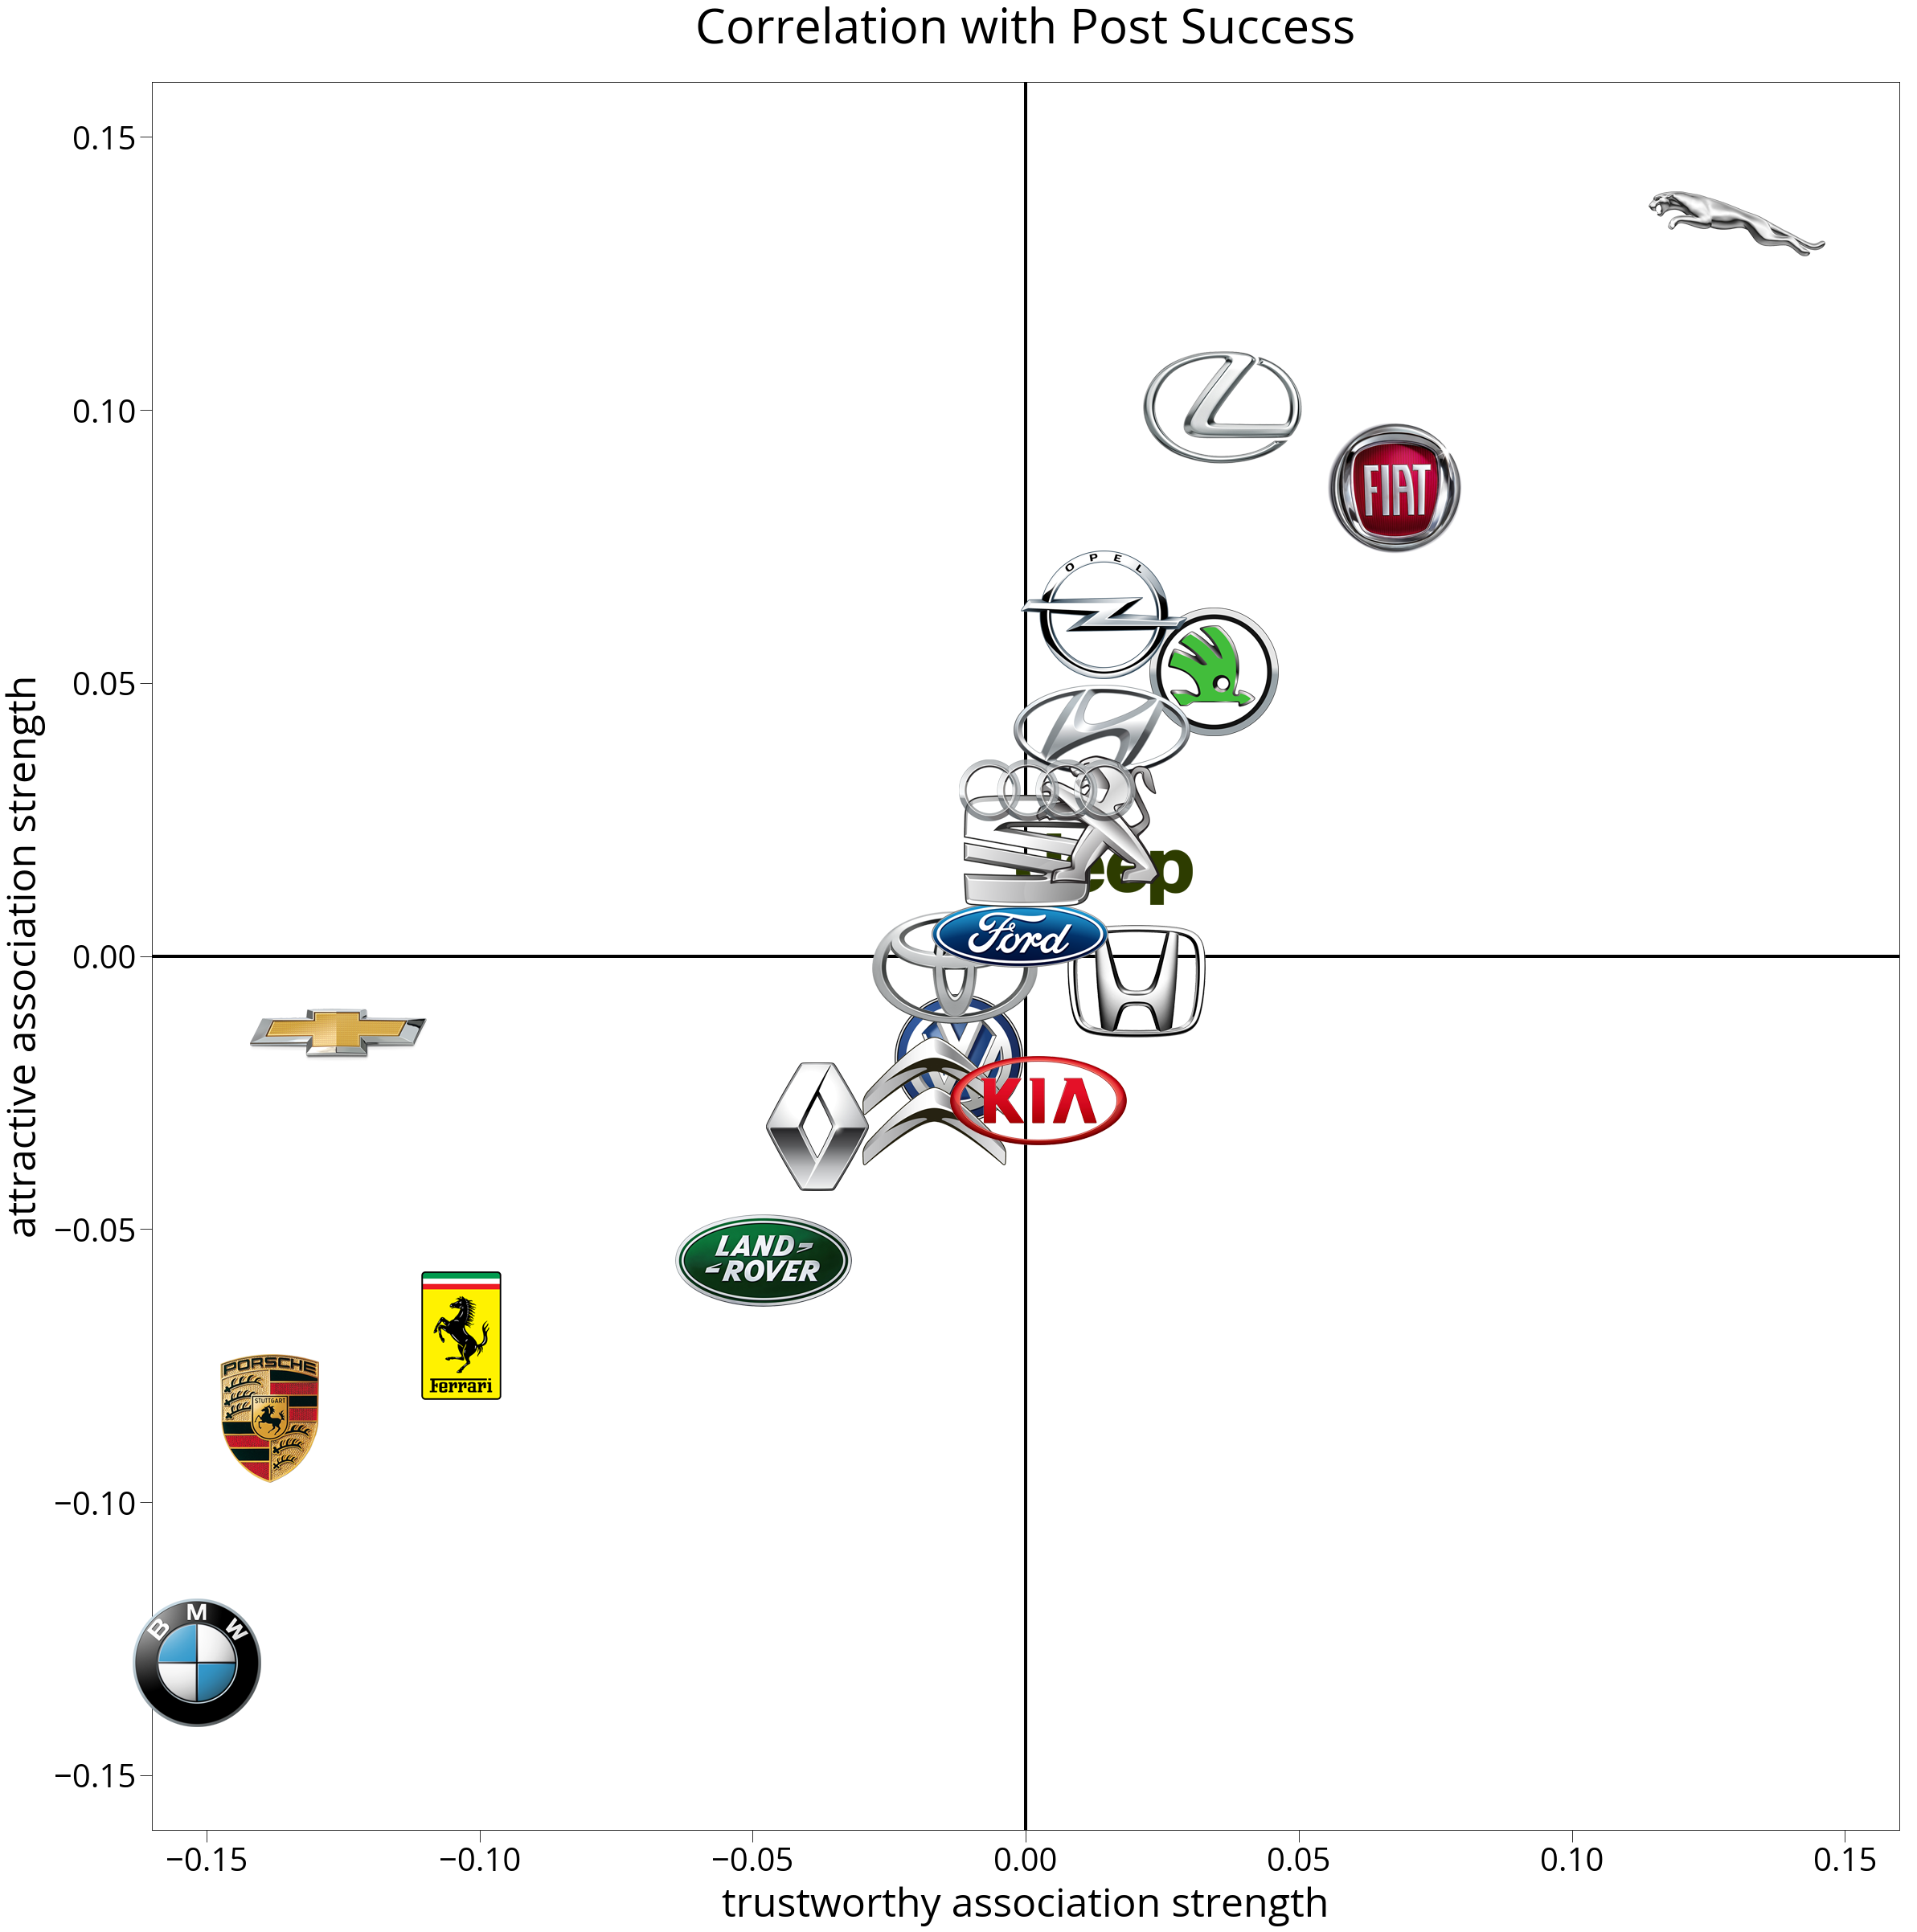 Correlation with Post Success
attractive association strength
0.15
0.10
0.05
0.00
−0.05
−0.10
−0.15
FIAT
OPEL
Jeep
Ford
KIA
LAND
ROVER
Ferrari
PORSCHE
STUTTGART
BMW
−0.15
−0.10
−0.05
0.00
0.05
0.10
0.15
trustworthy association strength